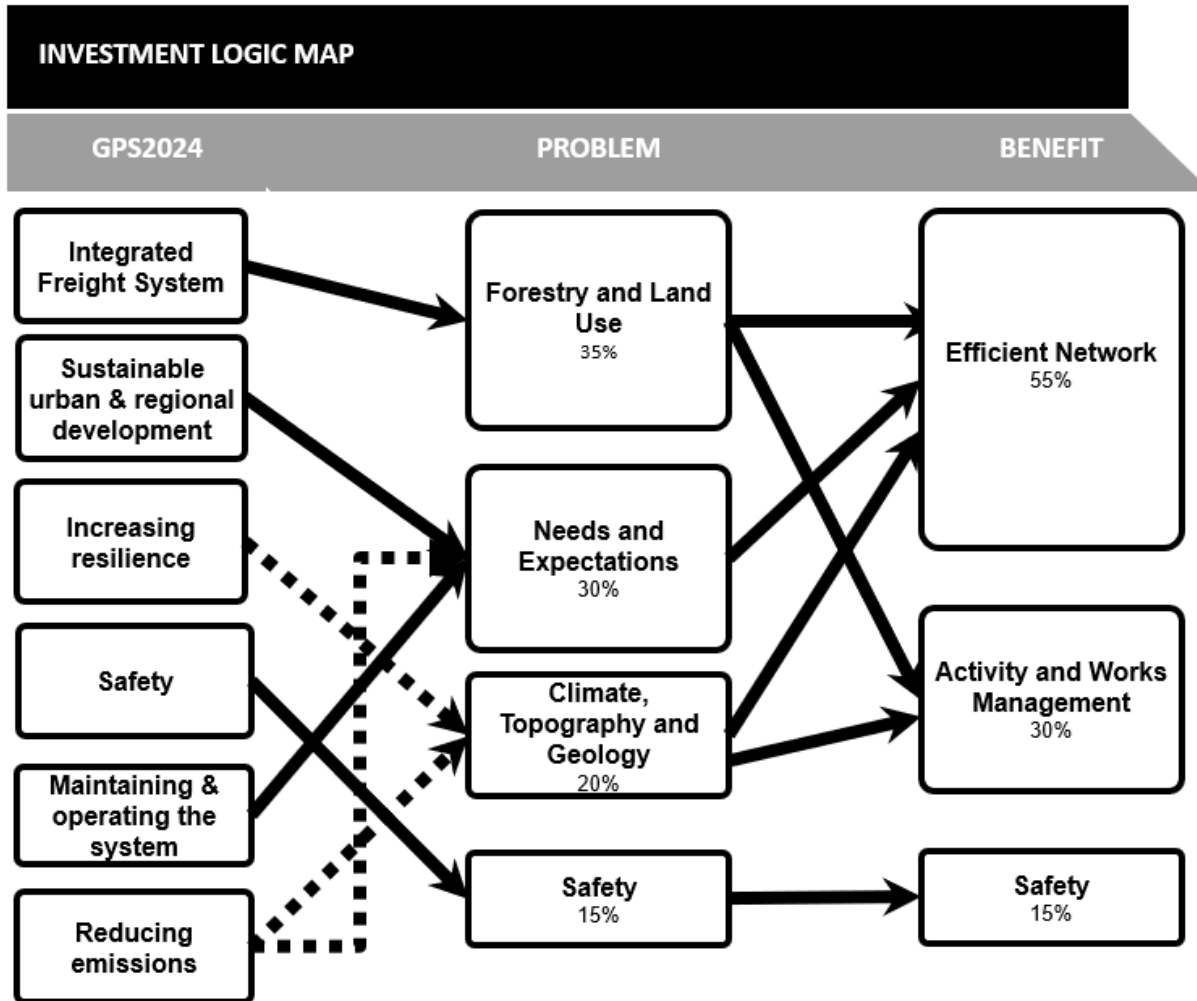 INVESTMENT LOGIC MAP
GPS2024
PROBLEM
BENEFIT
Integrated
Freight System
Sustainable
urban & regional
development
Increasing
resilience
Safety
Maintaining &
operating the
system
Reducing
emissions
Forestry and Land
Use
35%
Needs and
Expectations
30%
Climate,
Topography and
Geology
20%
Safety
15%
Efficient Network
55%
Activity and Works
Management
30%
Safety
15%